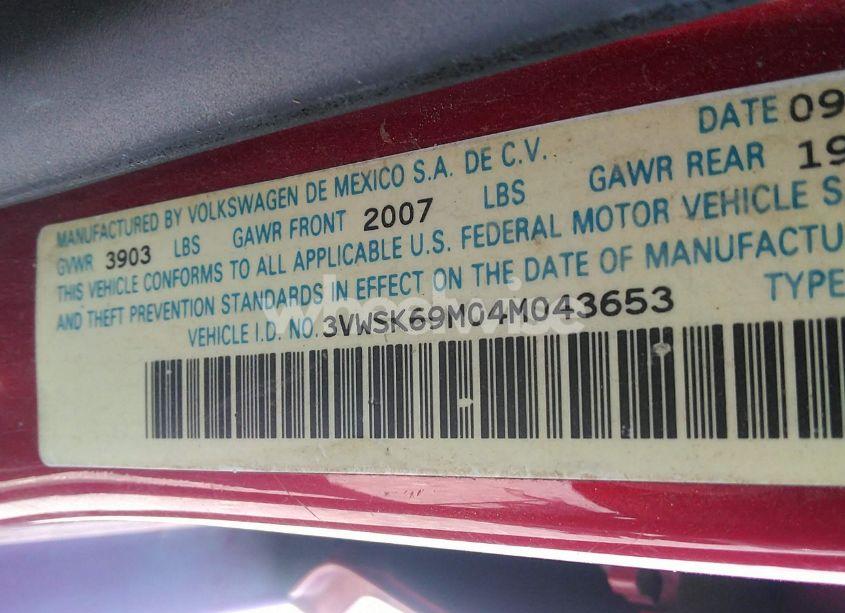 DATE 09
MANUFACTURED BY VOLKSWAGEN DE MEXICO S.A. DE C.V.
GVWR 3903 LBS GAWR FRONT 2007 LBS GAWR REAR 19
THIS VEHICLE CONFORMS TO ALL APPLICABLE U.S. FEDERAL MOTOR VEHICLE S
AND THEFT PREVENTION STANDARDS IN EFFECT ON THE DATE OF MANUFACTU
VEHICLE I.D. NO. 3VWSK69M04M043653 TYPE
wheelwise